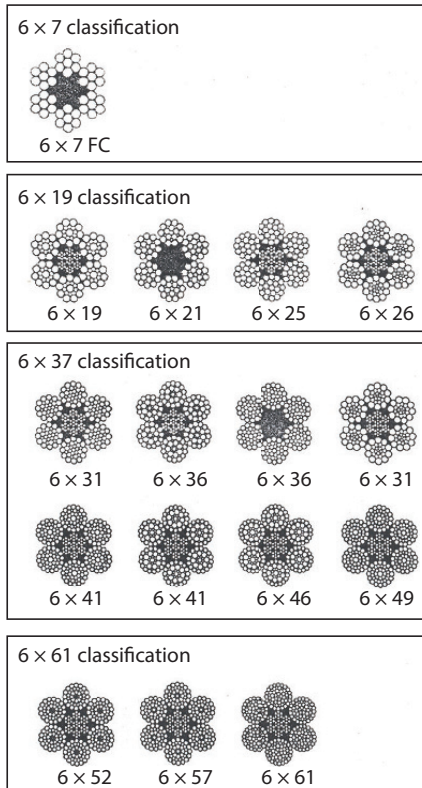 6 × 7 classification
6 × 7 FC
6 × 19 classification
6 × 19 6 × 21 6 × 25 6 × 26
6 × 37 classification
6 × 31 6 × 36 6 × 36 6 × 31
6 × 41 6 × 41 6 × 46 6 × 49
6 × 61 classification
6 × 52 6 × 57 6 × 61